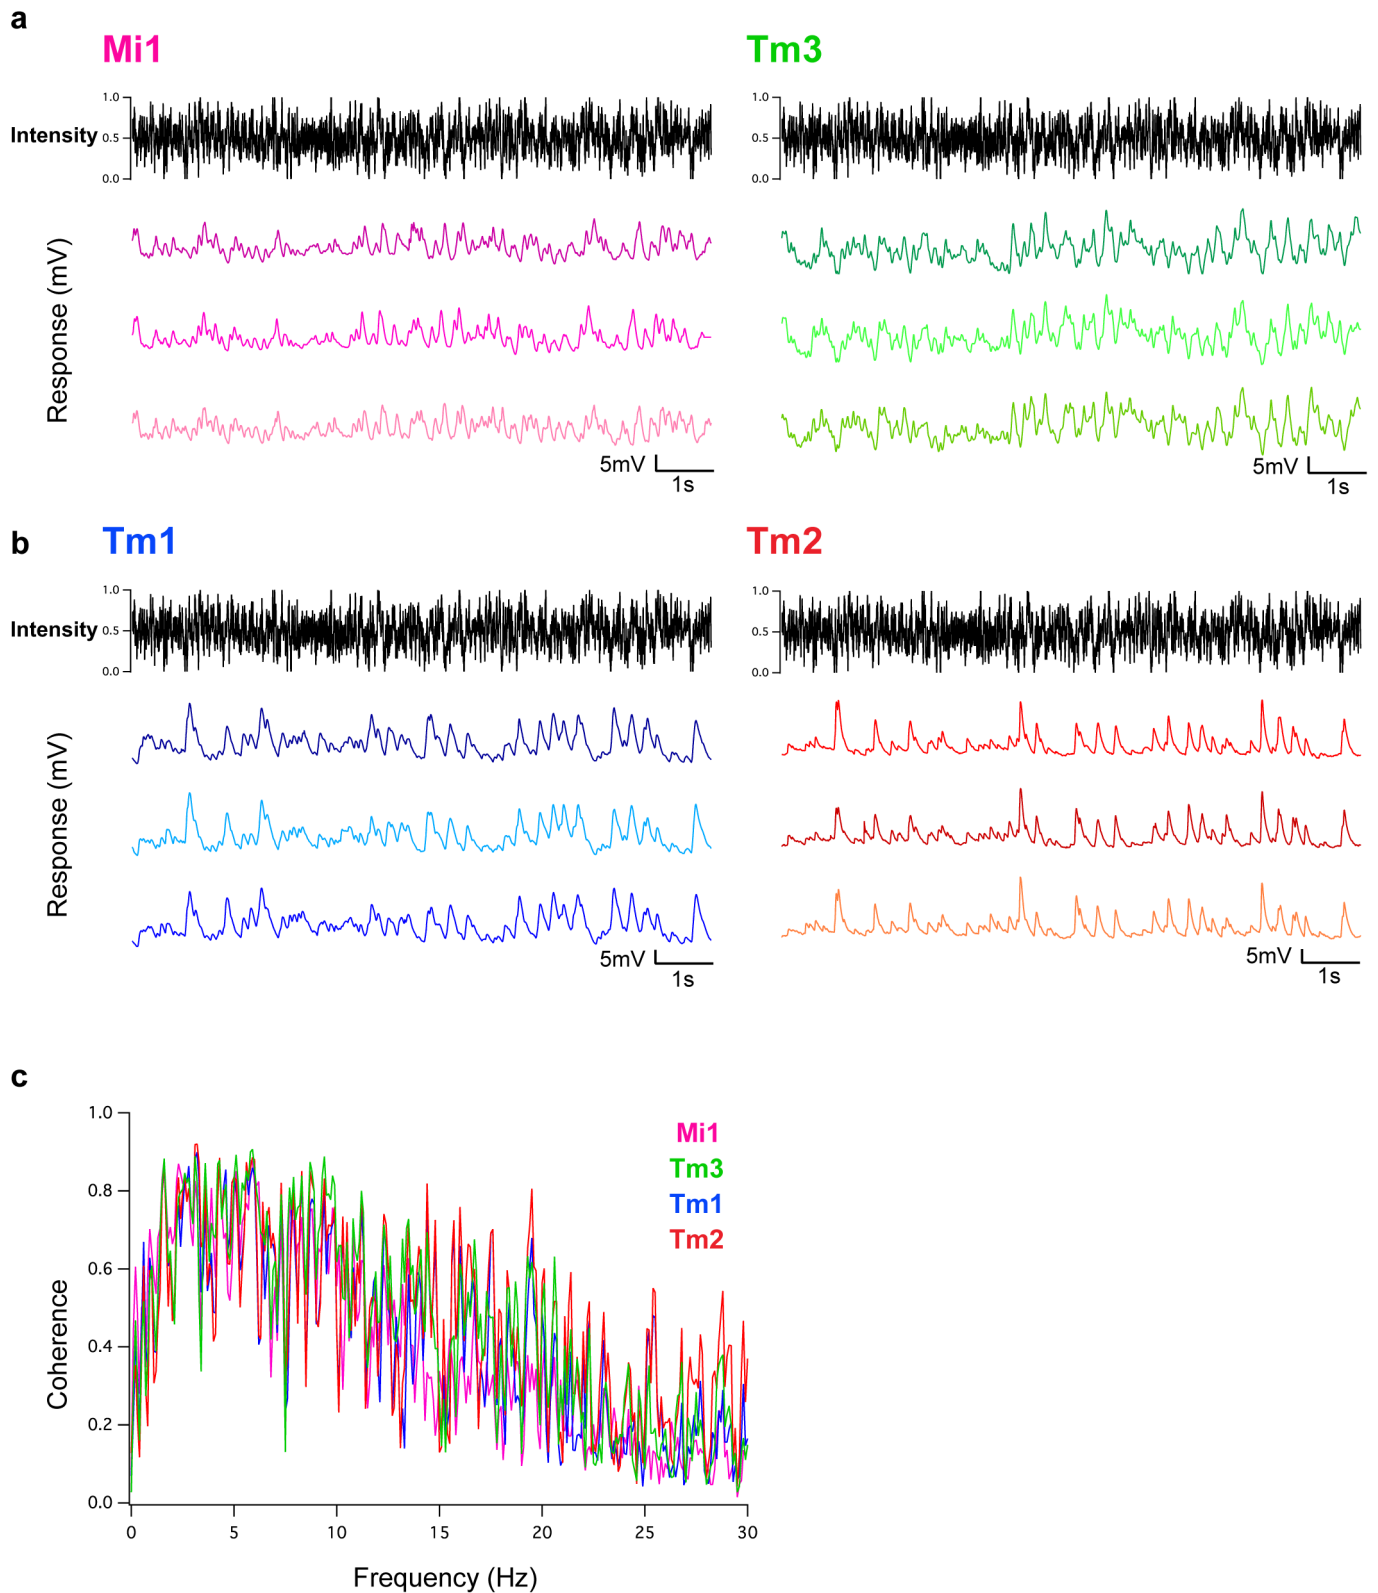 a
Mi1
Tm3
1.0
Intensity 0.5
0.0
1.0
0.5
0.0
Response (mV)
5mV
1s
5mV
1s
b
Tm1
Tm2
1.0
Intensity 0.5
0.0
1.0
0.5
0.0
Response (mV)
5mV
1s
5mV
1s
c
1.0
0.8
0.6
0.4
0.2
0.0
Coherence
Mi1
Tm3
Tm1
Tm2
0 5 10 15 20 25 30
Frequency (Hz)